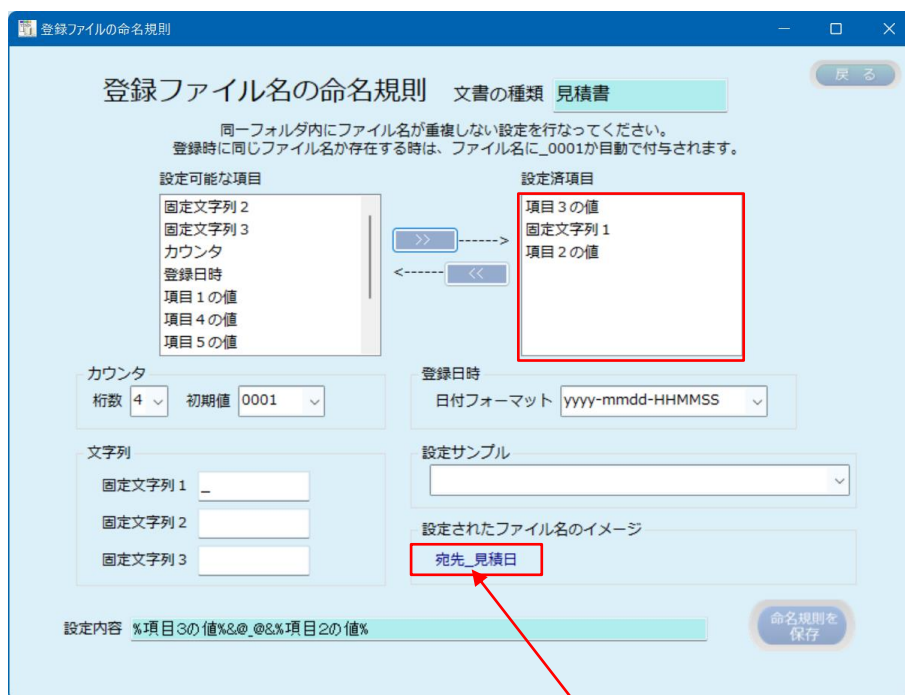 登録ファイルの命名規則
戻る
登録ファイル名の命名規則 文書の種類 見積書
同一フォルダ内にファイル名が重複しない設定を行なってください。
登録時に同じファイル名が存在する時は、ファイル名に_0001が自動で付与されます。
設定可能な項目
固定文字列2
固定文字列3
カウンタ
登録日時
項目1の値
項目4の値
項目5の値
>> ------>
<------ <<
設定済項目
項目3の値
固定文字列1
項目2の値
カウンタ
桁数 4 初期値 0001
登録日時
日付フォーマット yyyy-mmdd-HHMMSS
文字列
固定文字列1 _
固定文字列2
固定文字列3
設定サンプル
設定されたファイル名のイメージ
宛先_見積日
設定内容 %項目3の値%&@_@&%項目2の値%
命名規則を
保存